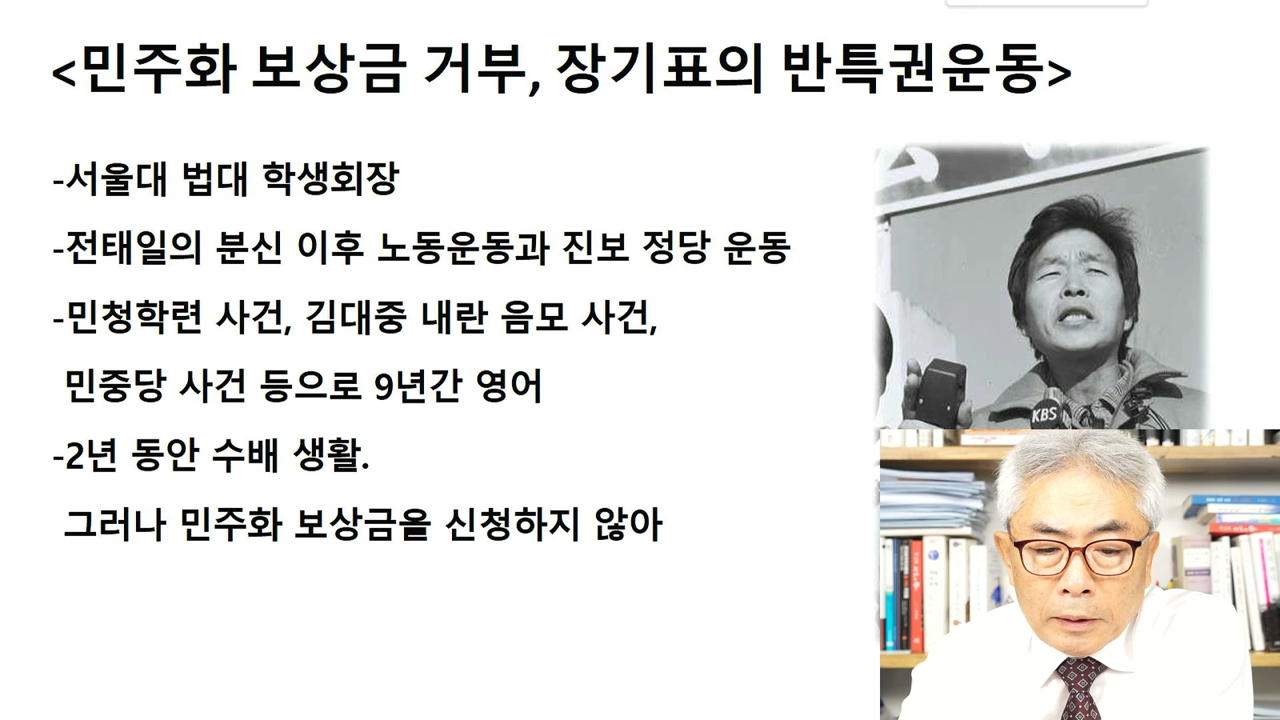 <민주화 보상금 거부, 장기표의 반특권운동>
-서울대 법대 학생회장
-전태일의 분신 이후 노동운동과 진보 정당 운동
-민청학련 사건, 김대중 내란 음모 사건,
민중당 사건 등으로 9년간 영어
-2년 동안 수배 생활.
그러나 민주화 보상금을 신청하지 않아
KBS